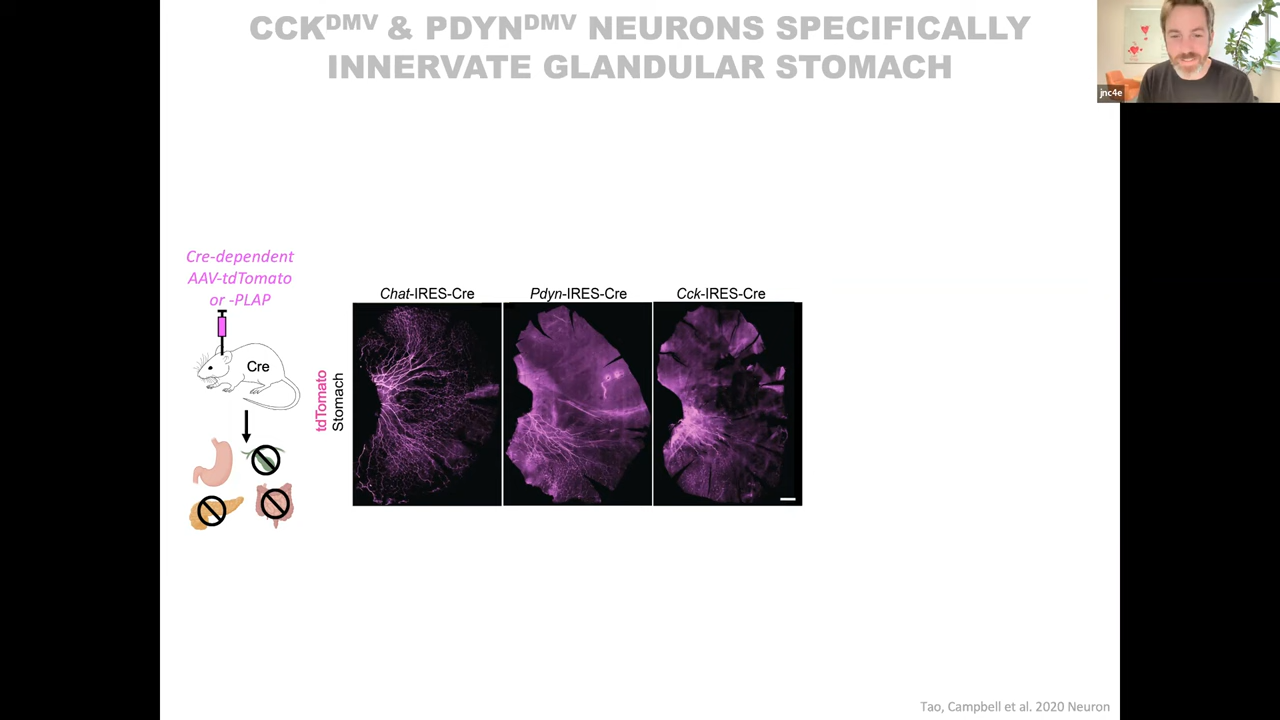 CCKDMV & PDYNDMV NEURONS SPECIFICALLY
INNERVATE GLANDULAR STOMACH
jnc4e
Cre-dependent
AAV-tdTomato
or -PLAP
Cre
Chat-IRES-Cre
Pdyn-IRES-Cre
Cck-IRES-Cre
tdTomato
Stomach
Tao, Campbell et al. 2020 Neuron